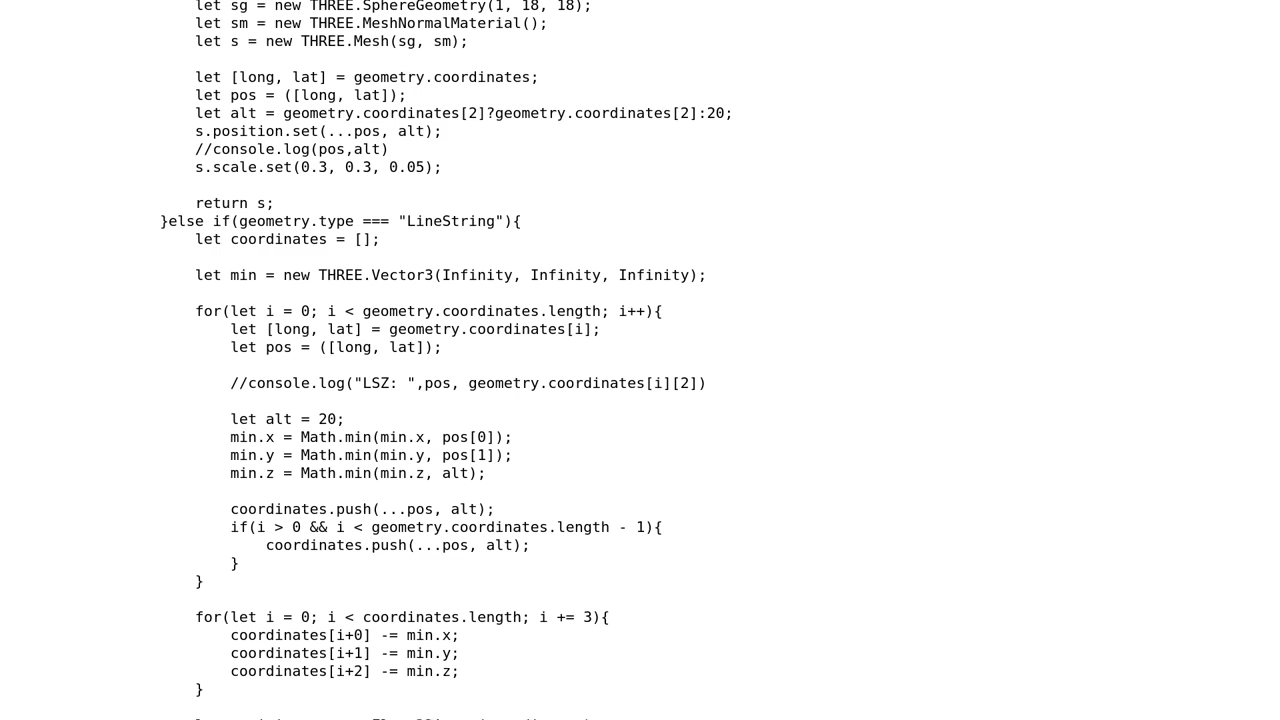 let sg = new THREE.SphereGeometry(1, 18, 18);
let sm = new THREE.MeshNormalMaterial();
let s = new THREE.Mesh(sg, sm);
let [long, lat] = geometry.coordinates;
let pos = ([long, lat]);
let alt = geometry.coordinates[2]?geometry.coordinates[2]:20;
s.position.set(...pos, alt);
//console.log(pos,alt)
s.scale.set(0.3, 0.3, 0.05);
return s;
}else if(geometry.type === "LineString"){
let coordinates = [];
let min = new THREE.Vector3(Infinity, Infinity, Infinity);
for(let i = 0; i < geometry.coordinates.length; i++){
let [long, lat] = geometry.coordinates[i];
let pos = ([long, lat]);
//console.log("LSZ: ",pos, geometry.coordinates[i][2])
let alt = 20;
min.x = Math.min(min.x, pos[0]);
min.y = Math.min(min.y, pos[1]);
min.z = Math.min(min.z, alt);
coordinates.push(...pos, alt);
if(i > 0 && i < geometry.coordinates.length - 1){
coordinates.push(...pos, alt);
}
}
for(let i = 0; i < coordinates.length; i += 3){
coordinates[i+0] -= min.x;
coordinates[i+1] -= min.y;
coordinates[i+2] -= min.z;
}